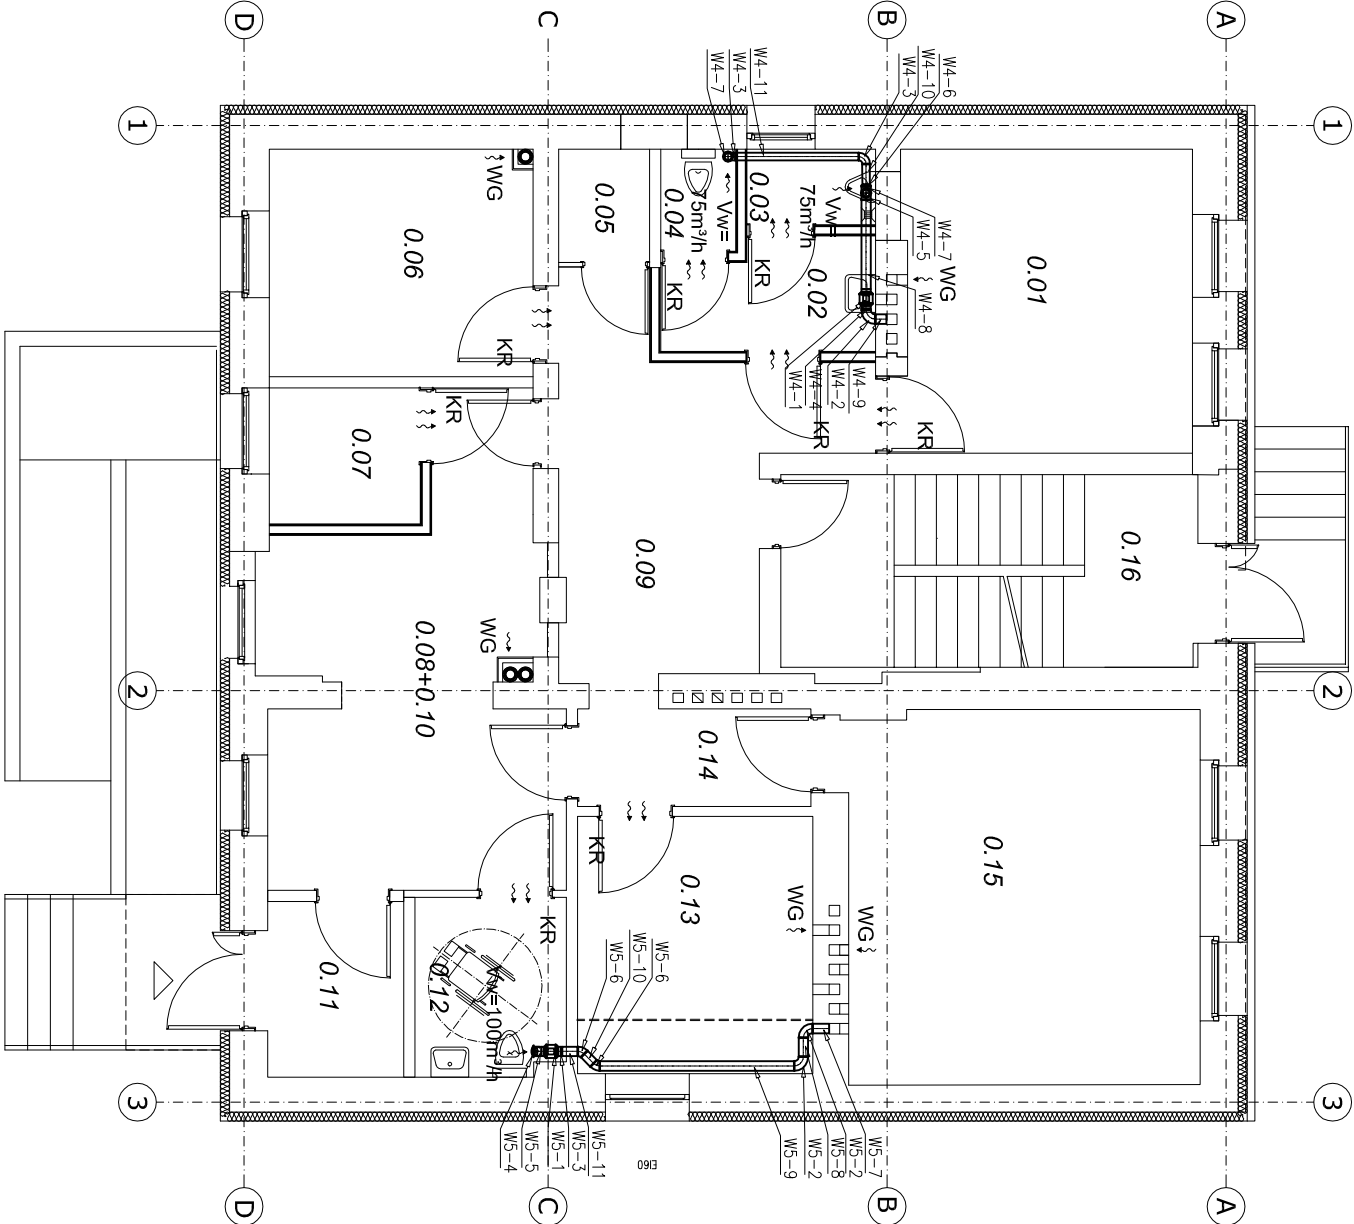 D
C
B
A
1
1
2
2
3
3
D
C
B
A
W4-7
W4-3
W4-11
W4-3
W4-10
W4-6
W4-7
W4-5
W4-8
W4-1
W4-4
W4-2
W4-9
WG
WG
0.01
0.02
0.03
0.04
0.05
0.06
0.07
0.08+0.10
0.09
0.11
0.12
0.13
0.14
0.15
0.16
75m³/h
Vw=
75m³/h
Vw=
KR
KR
KR
KR
KR
KR
KR
KR
WG
WG
WG
Vw=100m³/h
W5-6
W5-10
W5-6
W5-4
W5-5
W5-1
W5-3
W5-11
W5-9
W5-2
W5-8
W5-2
W5-7
EI60